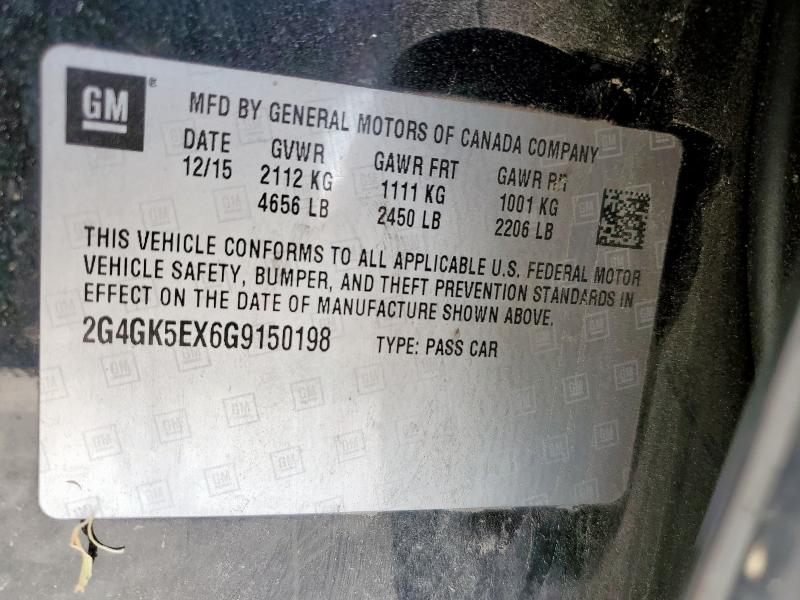 GM ®
MFD BY GENERAL MOTORS OF CANADA COMPANY
DATE GVWR GAWR FRT GAWR RR
12/15 2112 KG 1111 KG 1001 KG
4656 LB 2450 LB 2206 LB
THIS VEHICLE CONFORMS TO ALL APPLICABLE U.S. FEDERAL MOTOR
VEHICLE SAFETY, BUMPER, AND THEFT PREVENTION STANDARDS IN
EFFECT ON THE DATE OF MANUFACTURE SHOWN ABOVE.
2G4GK5EX6G9150198 TYPE: PASS CAR